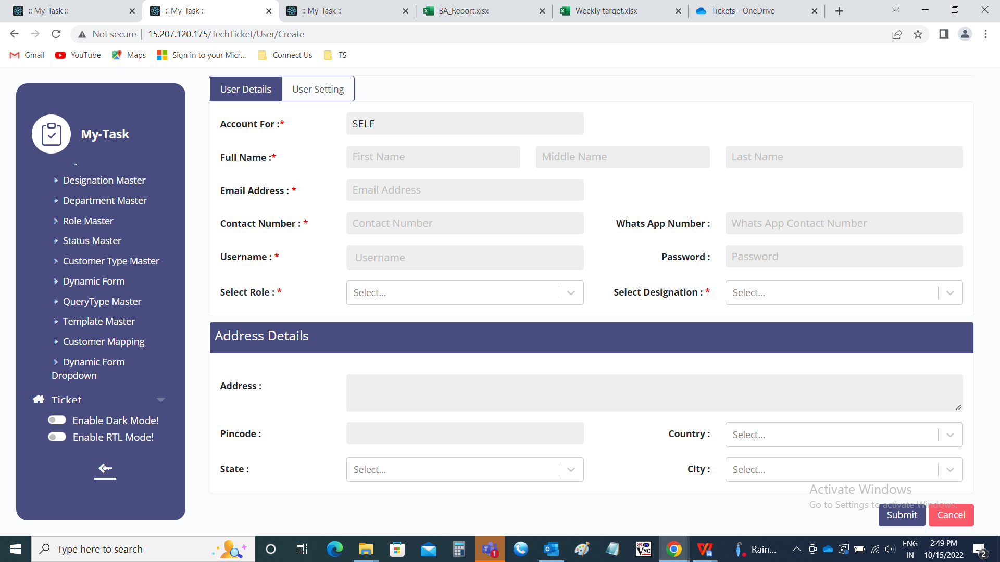 :: My-Task ::
:: My-Task ::
:: My-Task ::
BA_Report.xlsx
Weekly target.xlsx
Tickets - OneDrive
Not secure
15.207.120.175/TechTicket/User/Create
Gmail
YouTube
Maps
Sign in to your Micr...
Connect Us
TS
My-Task
Designation Master
Department Master
Role Master
Status Master
Customer Type Master
Dynamic Form
QueryType Master
Template Master
Customer Mapping
Dynamic Form
Dropdown
Ticket
Enable Dark Mode!
Enable RTL Mode!
User Details
User Setting
Account For :*
SELF
Full Name :*
First Name
Middle Name
Last Name
Email Address : *
Email Address
Contact Number : *
Contact Number
Whats App Number :
Whats App Contact Number
Username : *
Username
Password :
Password
Select Role : *
Select...
Select Designation : *
Select...
Address Details
Address :
Pincode :
Country :
Select...
State :
Select...
City :
Select...
Activate Windows
Go to Settings to activate Windows.
Submit
Cancel
Type here to search
1
VNC
Rain...
ENG
IN
2:49 PM
10/15/2022
2